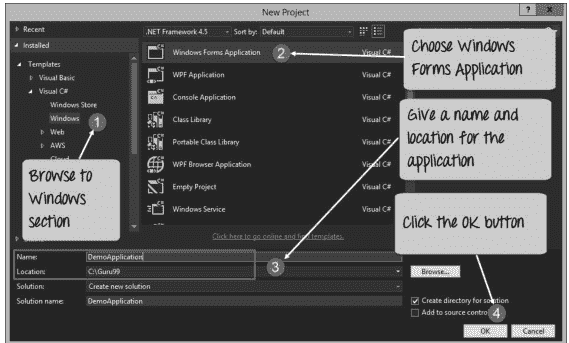 New Project
? X
Recent
.NET Framework 4.5
Sort by: Default
Installed
Templates
Visual Basic
Visual C#
Windows Store
Windows
Web
AWS
Cloud
Windows Forms Application
Visual C#
WPF Application
Visual C#
Console Application
Visual C#
Class Library
Visual C#
Portable Class Library
Visual C#
WPF Browser Application
Visual C#
Empty Project
Visual C#
Windows Service
Visual C#
1
Browse to
Windows
section
2
Choose Windows
Forms Application
Give a name and
location for the
application
Click the OK button
Click here to go online and find templates.
Name: DemoApplication
Location: C:\Guru99
3
Browse...
Solution: Create new solution
Solution name: DemoApplication
Create directory for solution
Add to source control
4
OK
Cancel